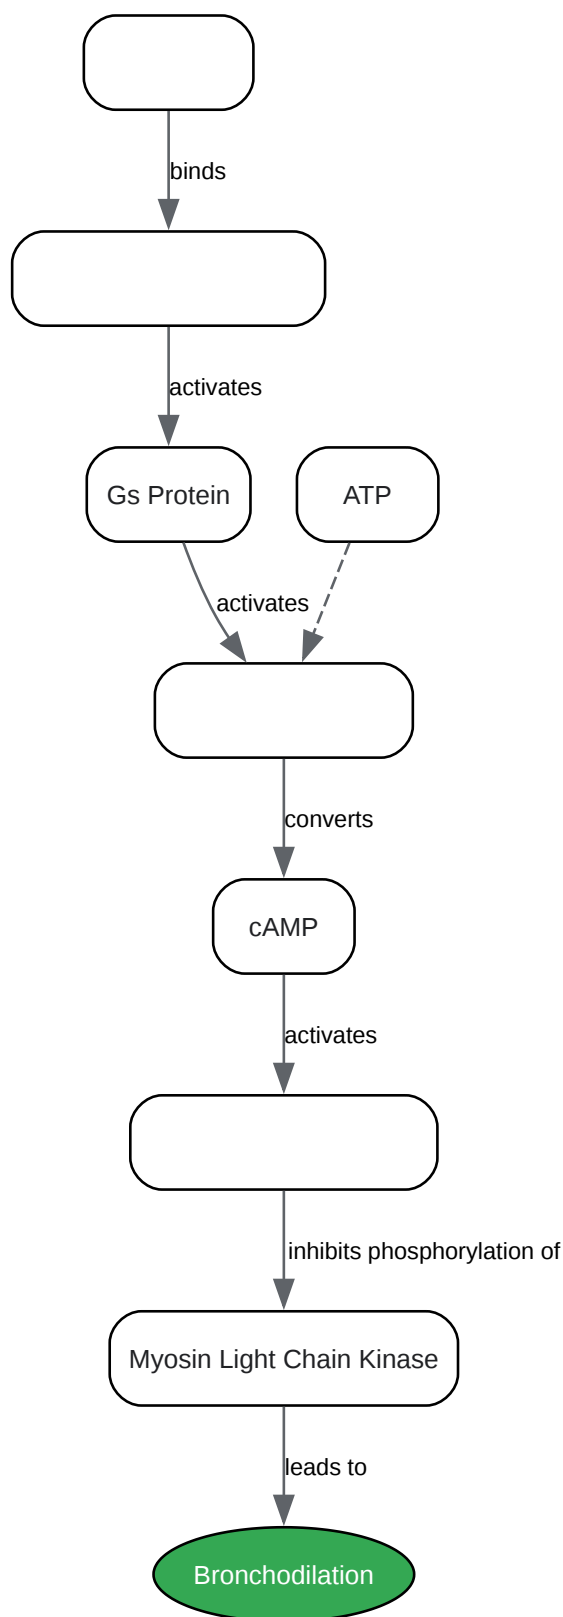 binds
activates
Gs Protein
ATP
activates
converts
cAMP
activates
inhibits phosphorylation of
Myosin Light Chain Kinase
leads to
Bronchodilation